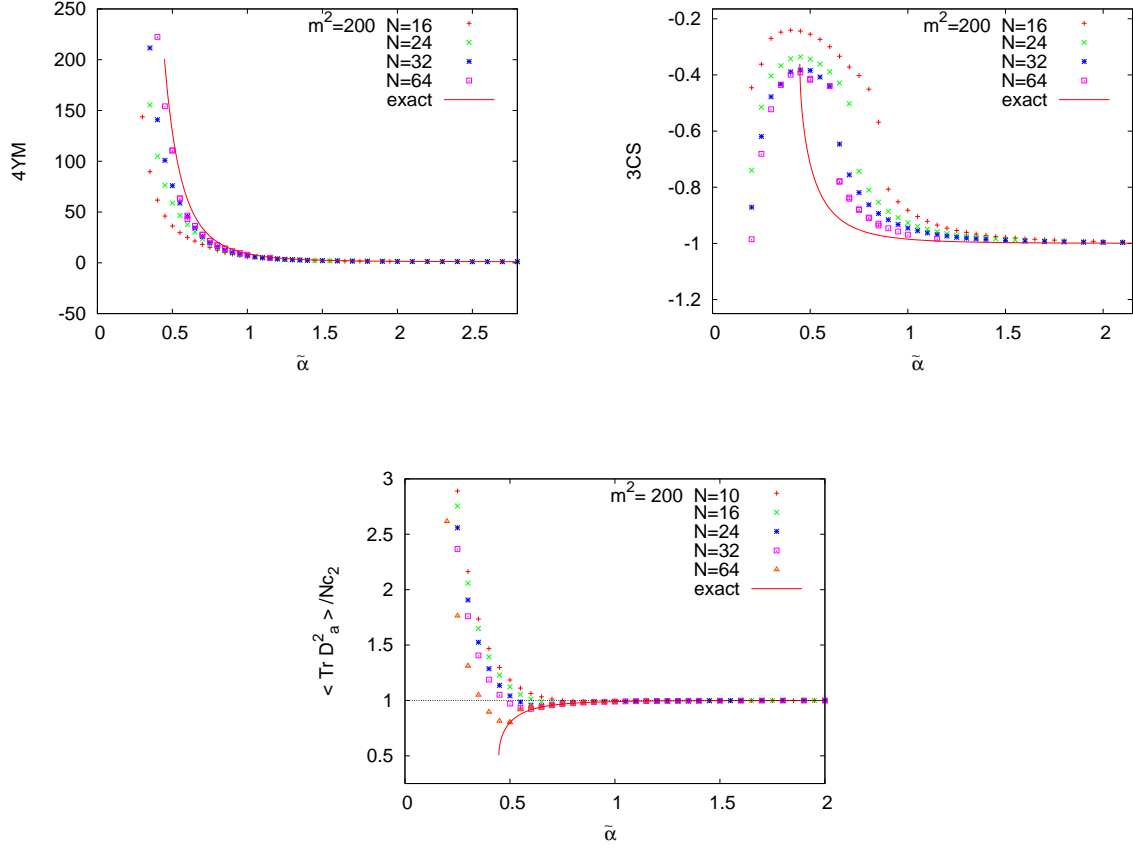 4YM
250
200
150
100
50
0
-50
0
0.5
1
1.5
2
2.5
α̃
m²=200 N=16
N=24
N=32
N=64
exact
3CS
-0.2
-0.4
-0.6
-0.8
-1
-1.2
0
0.5
1
1.5
2
α̃
m²=200 N=16
N=24
N=32
N=64
exact
< Tr D²ₐ > /Nc₂
3
2.5
2
1.5
1
0.5
0
0.5
1
1.5
2
α̃
m²= 200 N=10
N=16
N=24
N=32
N=64
exact